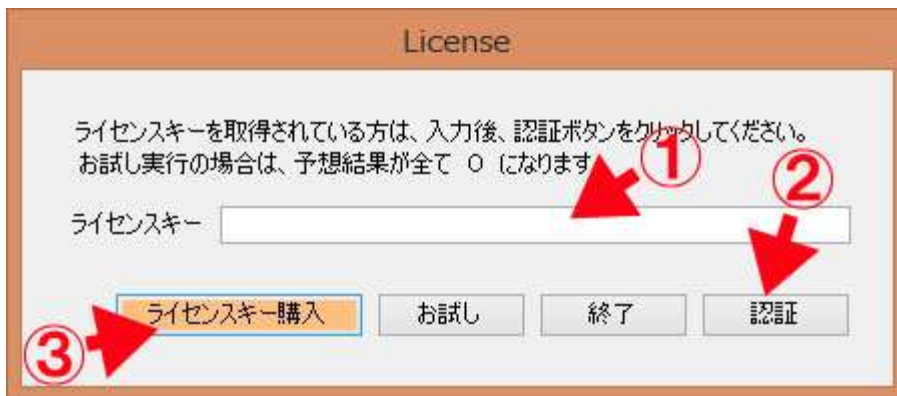 License
ライセンスキーを取得されている方は、入力後、認証ボタンをクリックしてください。
お試し実行の場合は、予想結果が全て 0 になります。
①
②
ライセンスキー
ライセンスキー購入 お試し 終了 認証
③